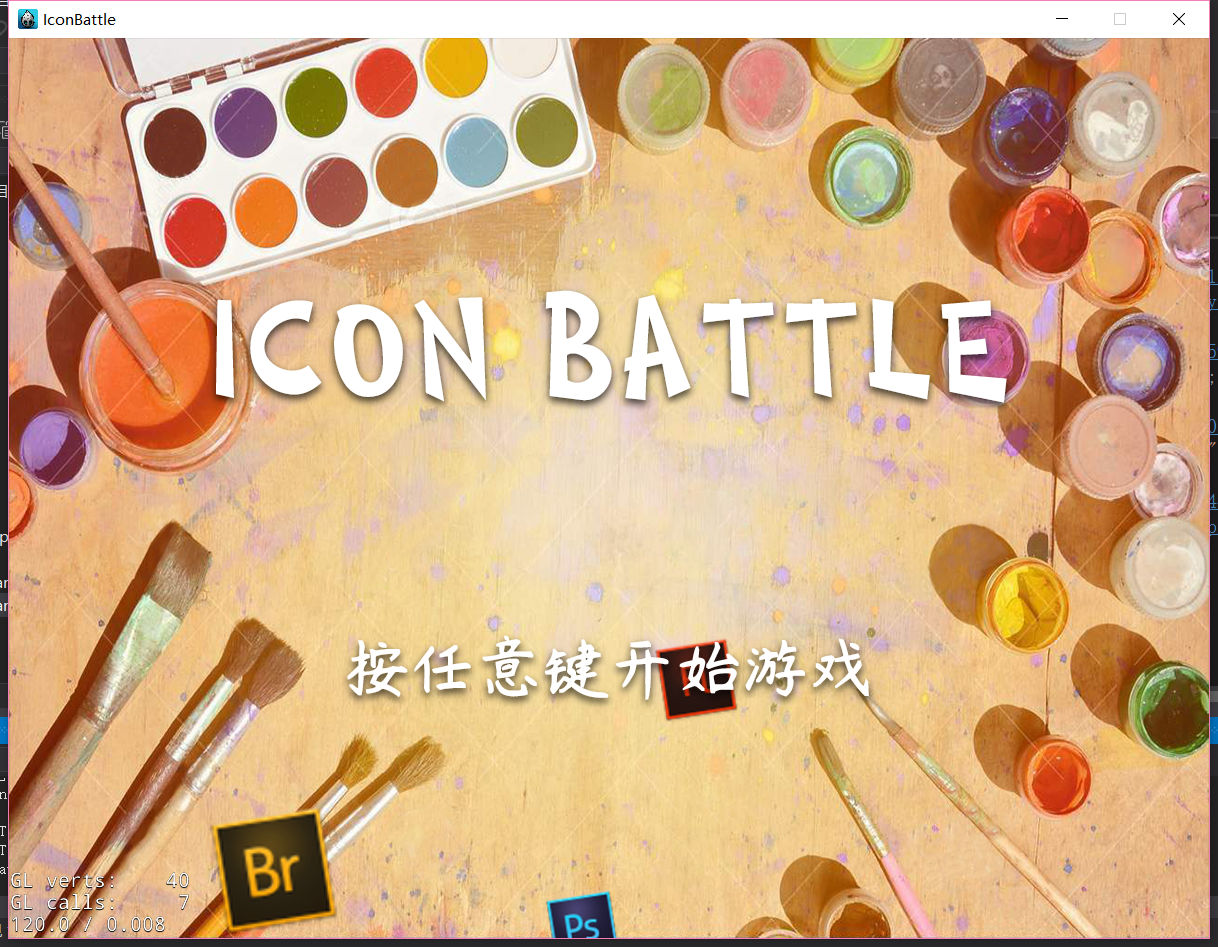 IconBattle
ICON BATTLE
按任意键开始游戏
Br
Ps
GL verts: 40
GL calls: 7
120.0 / 0.008